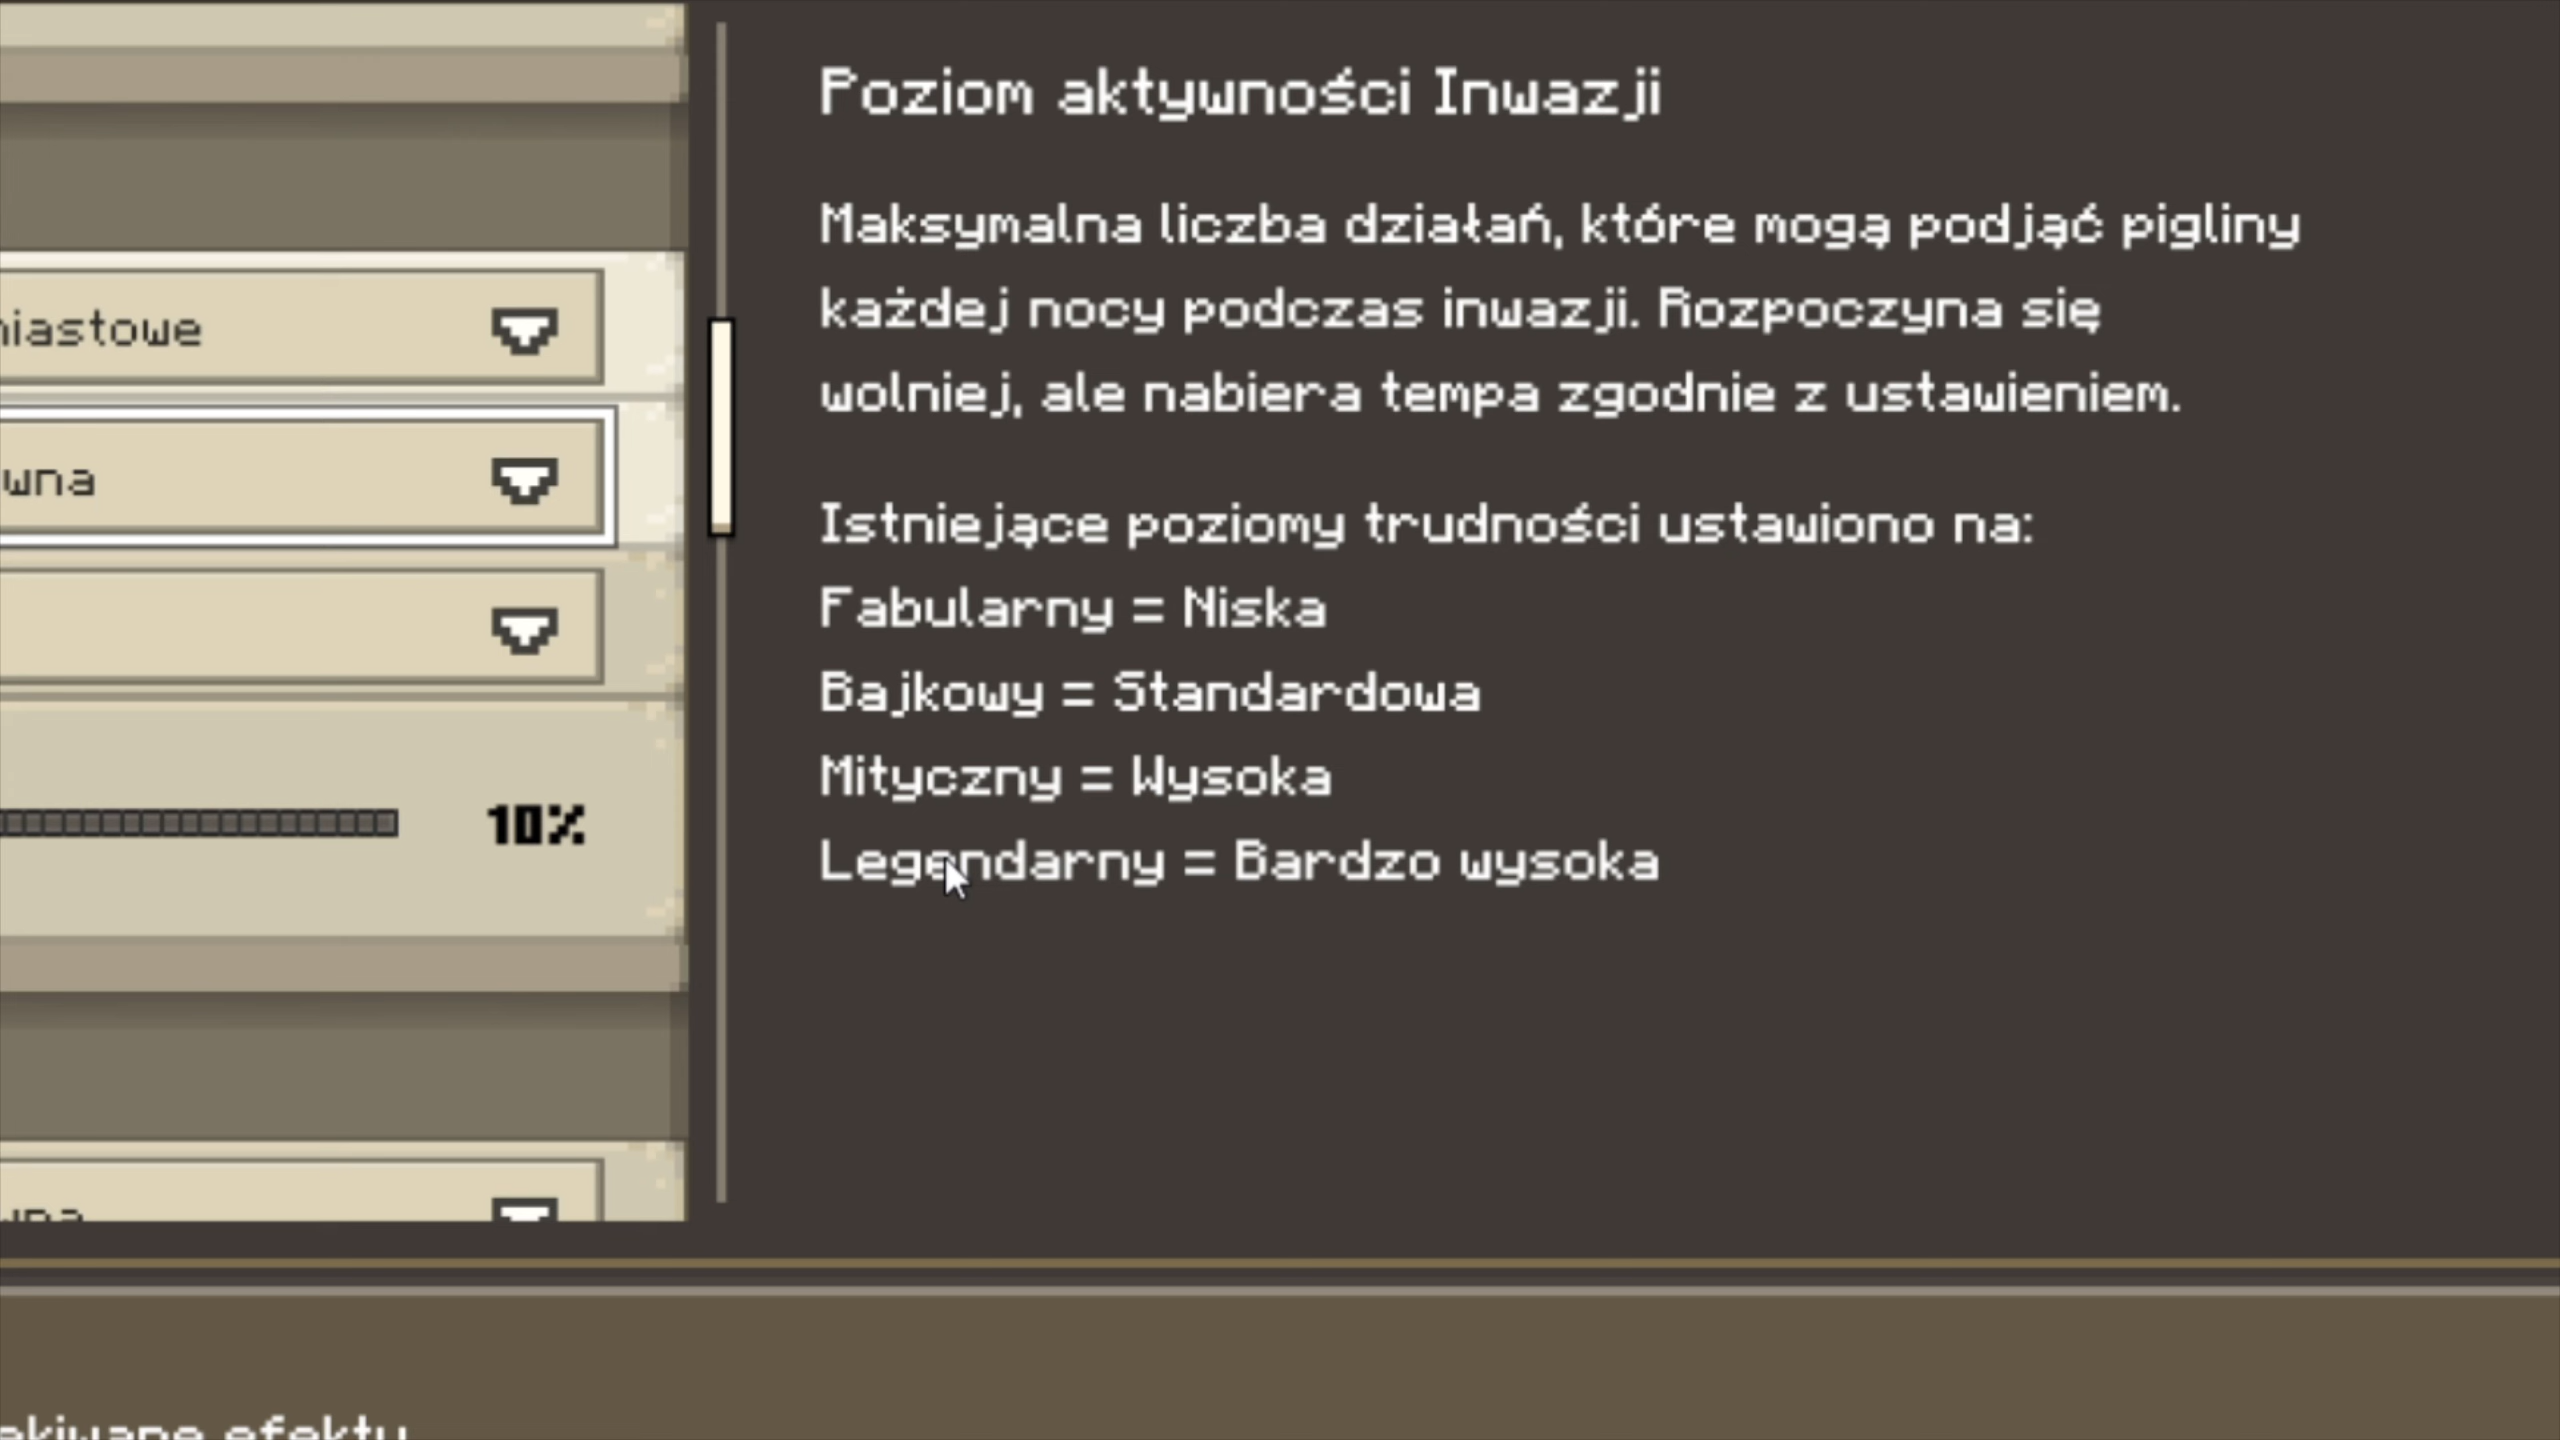 Poziom aktywności Inwazji
Maksymalna liczba działań, które mogą podjąć pigliny
każdej nocy podczas inwazji. Rozpoczyna się
wolniej, ale nabiera tempa zgodnie z ustawieniem.
Istniejące poziomy trudności ustawiono na:
Fabularny = Niska
Bajkowy = Standardowa
Mityczny = Wysoka
Legendarny = Bardzo wysoka
wna
10%
efekty